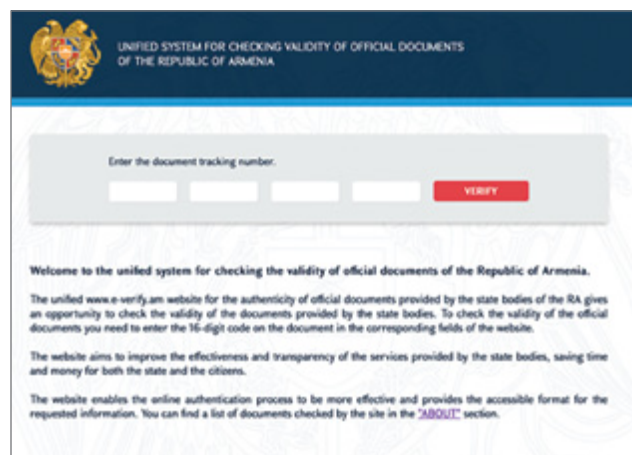 UNIFIED SYSTEM FOR CHECKING VALIDITY OF OFFICIAL DOCUMENTS
OF THE REPUBLIC OF ARMENIA
Enter the document tracking number.
VERIFY
Welcome to the unified system for checking the validity of official documents of the Republic of Armenia.
The unified www.e-verify.am website for the authenticity of official documents provided by the state bodies of the RA gives
an opportunity to check the validity of the documents provided by the state bodies. To check the validity of the official
documents you need to enter the 16-digit code on the document in the corresponding fields of the website.
The website aims to improve the effectiveness and transparency of the services provided by the state bodies, saving time
and money for both the state and the citizens.
The website enables the online authentication process to be more effective and provides the accessible format for the
requested information. You can find a list of documents checked by the site in the "ABOUT" section.